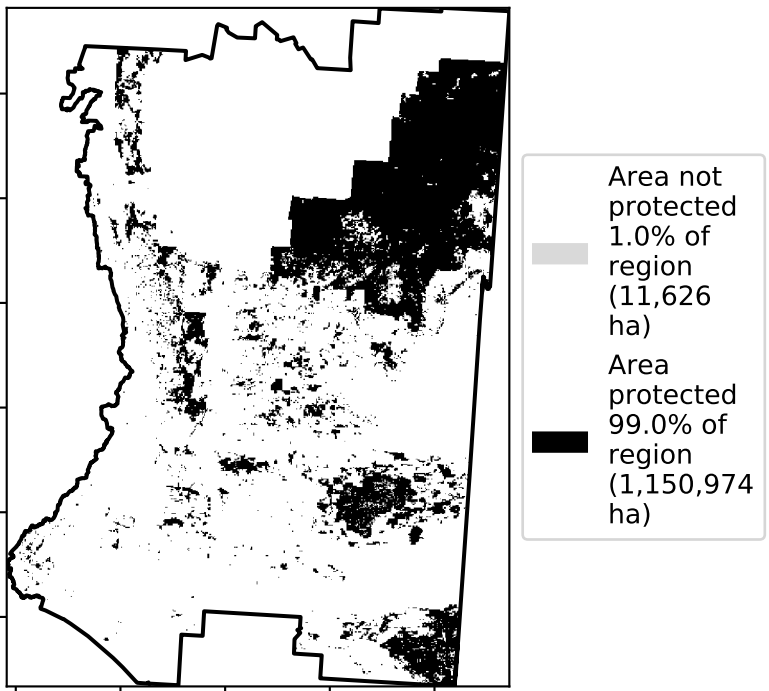 Area not
protected
1.0% of
region
(11,626
ha)
Area
protected
99.0% of
region
(1,150,974
ha)